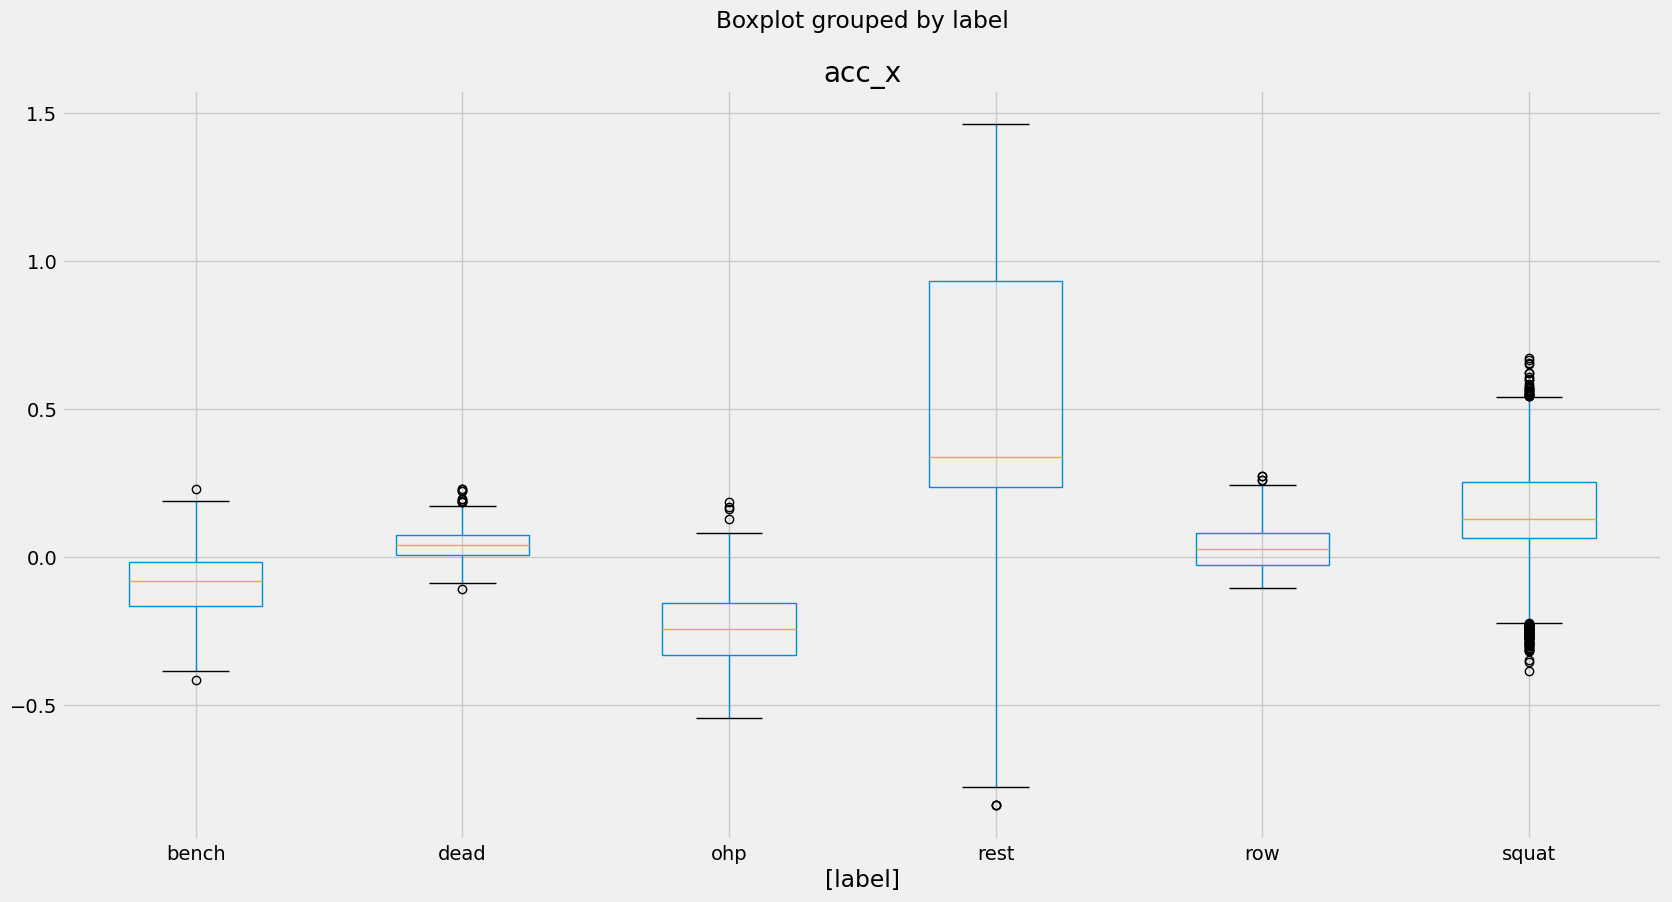 Boxplot grouped by label
acc_x
1.5
1.0
0.5
0.0
−0.5
bench dead ohp rest row squat
[label]